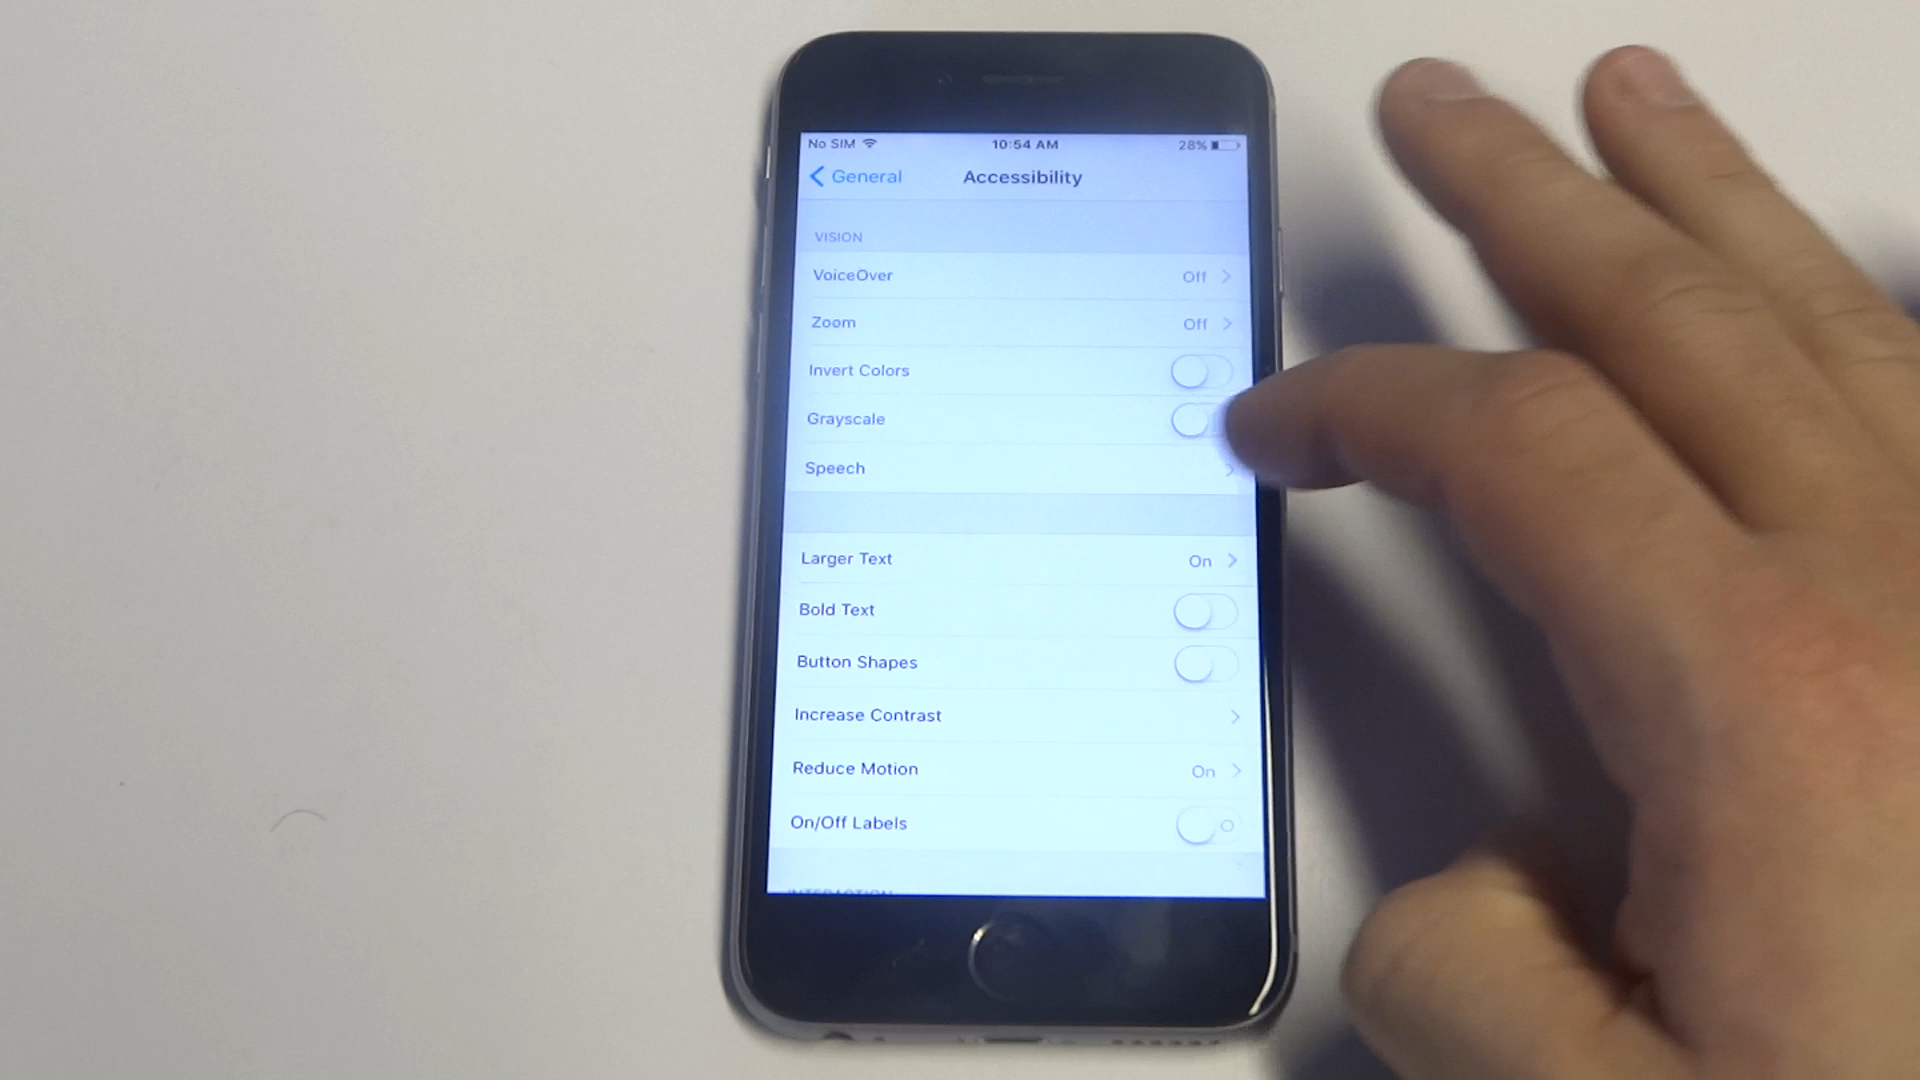 No SIM 10:54 AM 28%
General Accessibility
VISION
VoiceOver Off
Zoom Off
Invert Colors
Grayscale
Speech
Larger Text On
Bold Text
Button Shapes
Increase Contrast
Reduce Motion On
On/Off Labels
INTERACTION